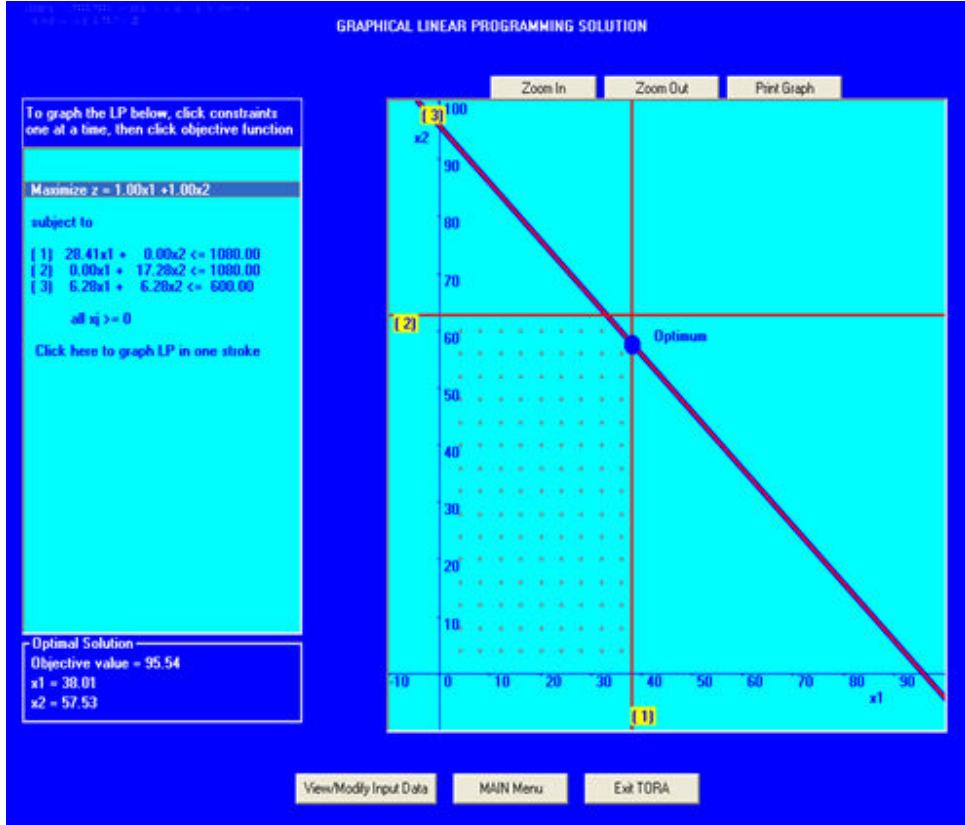 GRAPHICAL LINEAR PROGRAMMING SOLUTION
Zoom In Zoom Out Print Graph
To graph the LP below, click constraints
one at a time, then click objective function
Maximize z = 1.00x1 +1.00x2
subject to
( 1) 28.41x1 + 0.00x2 <= 1080.00
( 2) 0.00x1 + 17.28x2 <= 1080.00
( 3) 6.28x1 + 6.28x2 <= 600.00
all xj >= 0
Click here to graph LP in one stroke
Optimal Solution
Objective value = 95.54
x1 = 38.01
x2 = 57.53
( 3) 100
x2
90
80
70
( 2)
60
Optimum
50
40
30
20
10
-10 0 10 20 30 40 50 60 70 80 90
x1
( 1)
View/Modify Input Data MAIN Menu Exit TORA